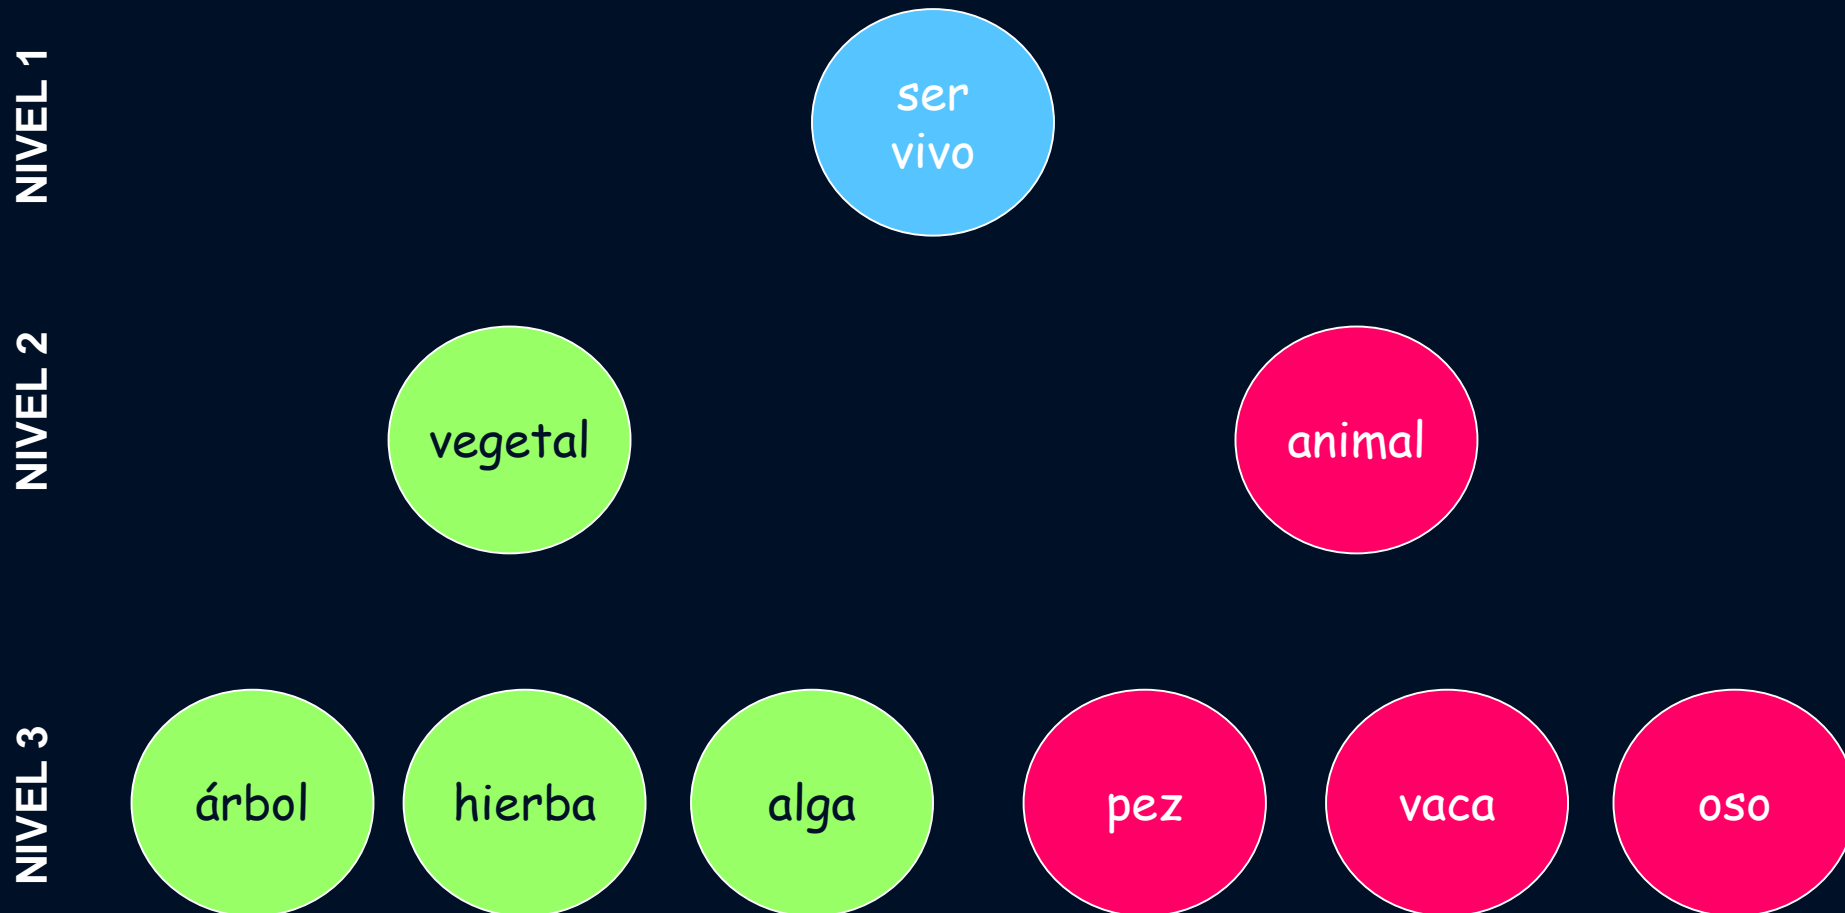 NIVEL 1
ser
vivo
NIVEL 2
vegetal
animal
NIVEL 3
árbol
hierba
alga
pez
vaca
oso